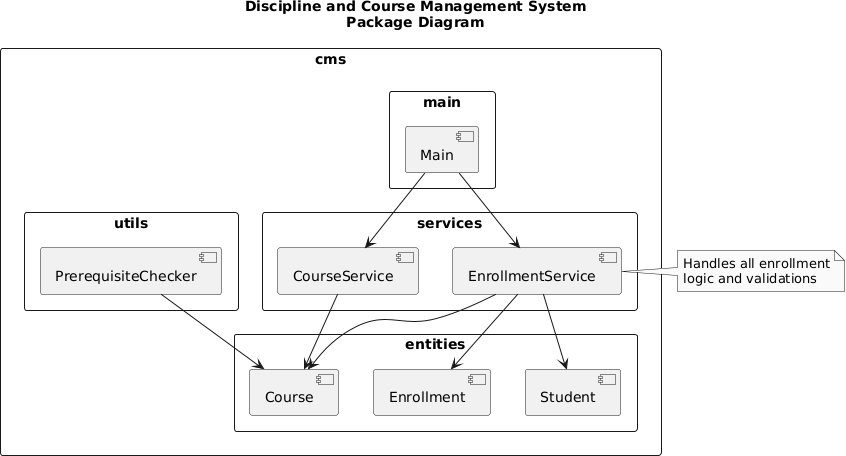 Discipline and Course Management System
Package Diagram
cms
main
Main
utils
services
PrerequisiteChecker
CourseService
EnrollmentService
Handles all enrollment
logic and validations
entities
Course
Enrollment
Student